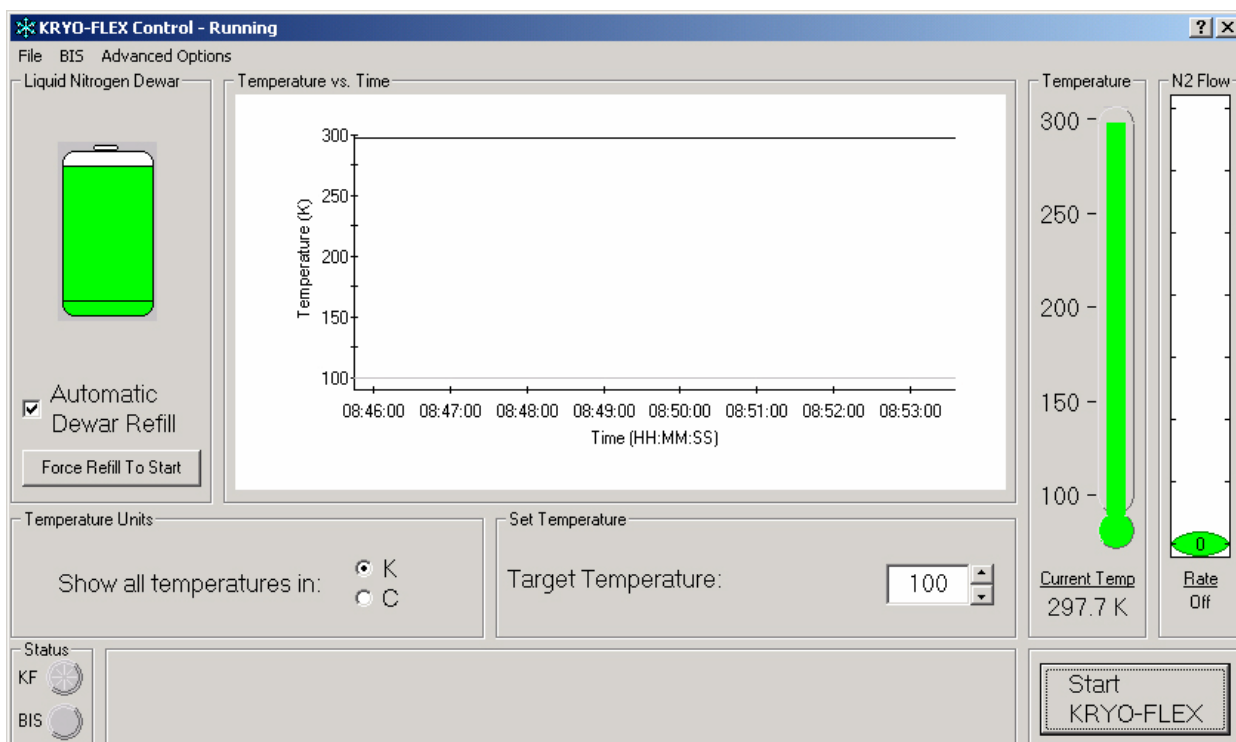 KRYO-FLEX Control - Running
File BIS Advanced Options
Liquid Nitrogen Dewar
Automatic
Dewar Refill
Force Refill To Start
Temperature vs. Time
Temperature (K)
300
250
200
150
100
08:46:00 08:47:00 08:48:00 08:49:00 08:50:00 08:51:00 08:52:00 08:53:00
Time (HH:MM:SS)
Temperature
300
250
200
150
100
Current Temp
297.7 K
N2 Flow
0
Rate
Off
Temperature Units
Show all temperatures in:
K
C
Set Temperature
Target Temperature:
100
Status
KF
BIS
Start
KRYO-FLEX